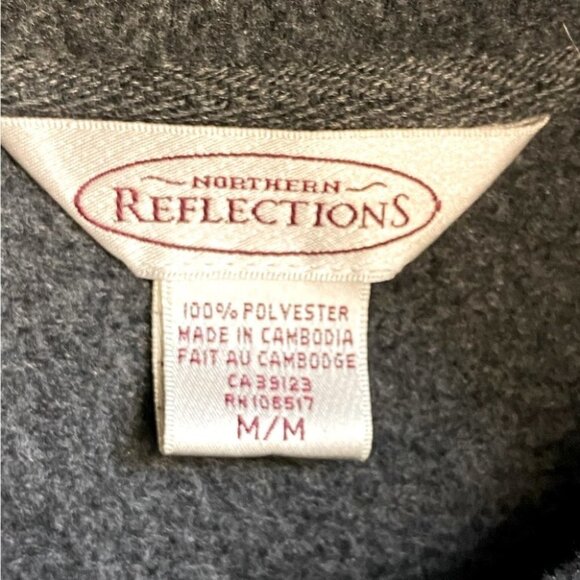 ~ NORTHERN ~
REFLECTIONS
100% POLYESTER
MADE IN CAMBODIA
FAIT AU CAMBODGE
CA39123
RN106517
M/M